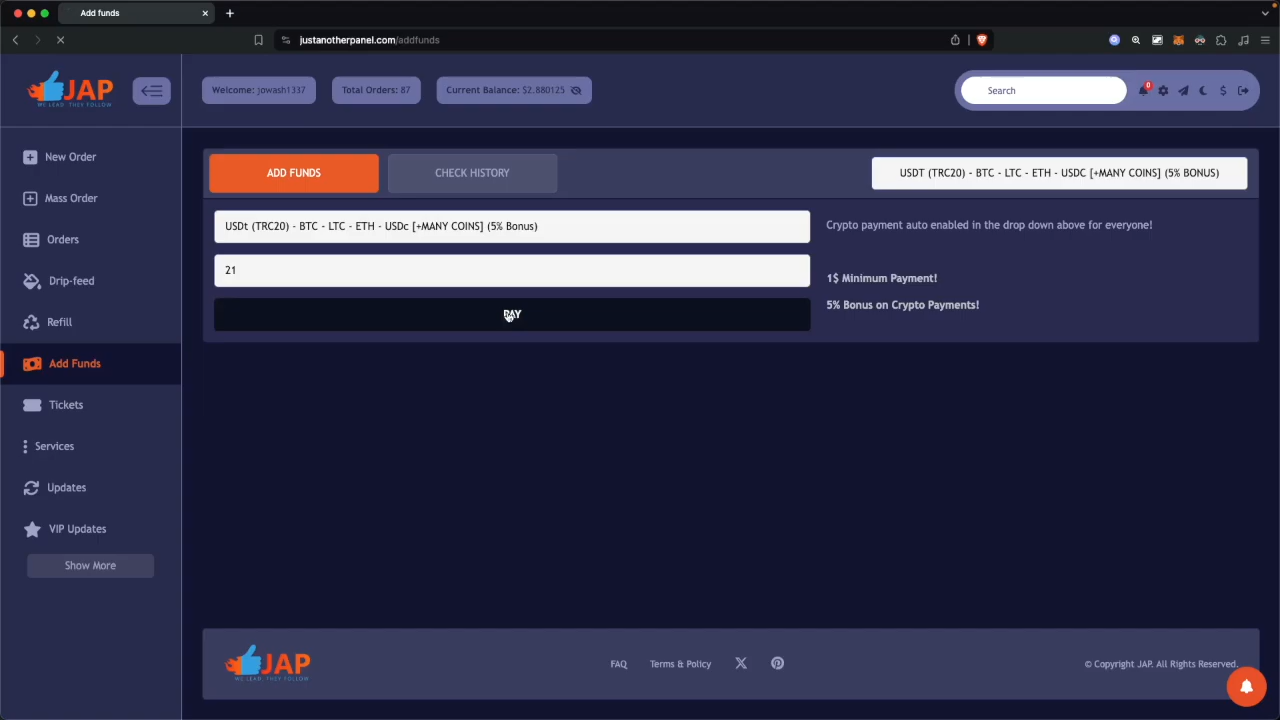 Add funds
justanotherpanel.com/addfunds
JAP
WE LEAD, THEY FOLLOW
Welcome: jowash1337
Total Orders: 87
Current Balance: $2.880125
Search
0
New Order
Mass Order
Orders
Drip-feed
Refill
Add Funds
Tickets
Services
Updates
VIP Updates
Show More
ADD FUNDS
CHECK HISTORY
USDT (TRC20) - BTC - LTC - ETH - USDC [+MANY COINS] (5% BONUS)
USDt (TRC20) - BTC - LTC - ETH - USDc [+MANY COINS] (5% Bonus)
21
PAY
Crypto payment auto enabled in the drop down above for everyone!
1$ Minimum Payment!
5% Bonus on Crypto Payments!
JAP
WE LEAD, THEY FOLLOW
FAQ
Terms & Policy
© Copyright JAP. All Rights Reserved.